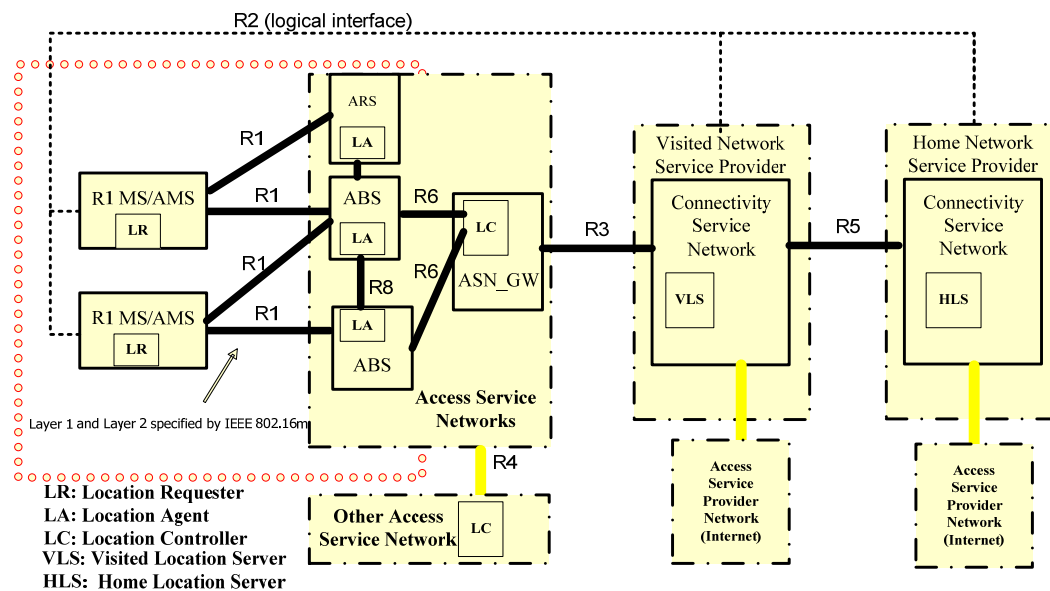 R2 (logical interface)
ARS
LA
R1
R1 MS/AMS
LR
R1
ABS
LA
R6
LC
ASN_GW
R1
R6
R8
R1 MS/AMS
LR
R1
LA
ABS
Layer 1 and Layer 2 specified by IEEE 802.16m
Access Service
Networks
R3
Visited Network
Service Provider
Connectivity
Service
Network
VLS
R5
Home Network
Service Provider
Connectivity
Service
Network
HLS
R4
Other Access
Service Network
LC
Access
Service
Provider
Network
(Internet)
Access
Service
Provider
Network
(Internet)
LR: Location Requester
LA: Location Agent
LC: Location Controller
VLS: Visited Location Server
HLS: Home Location Server